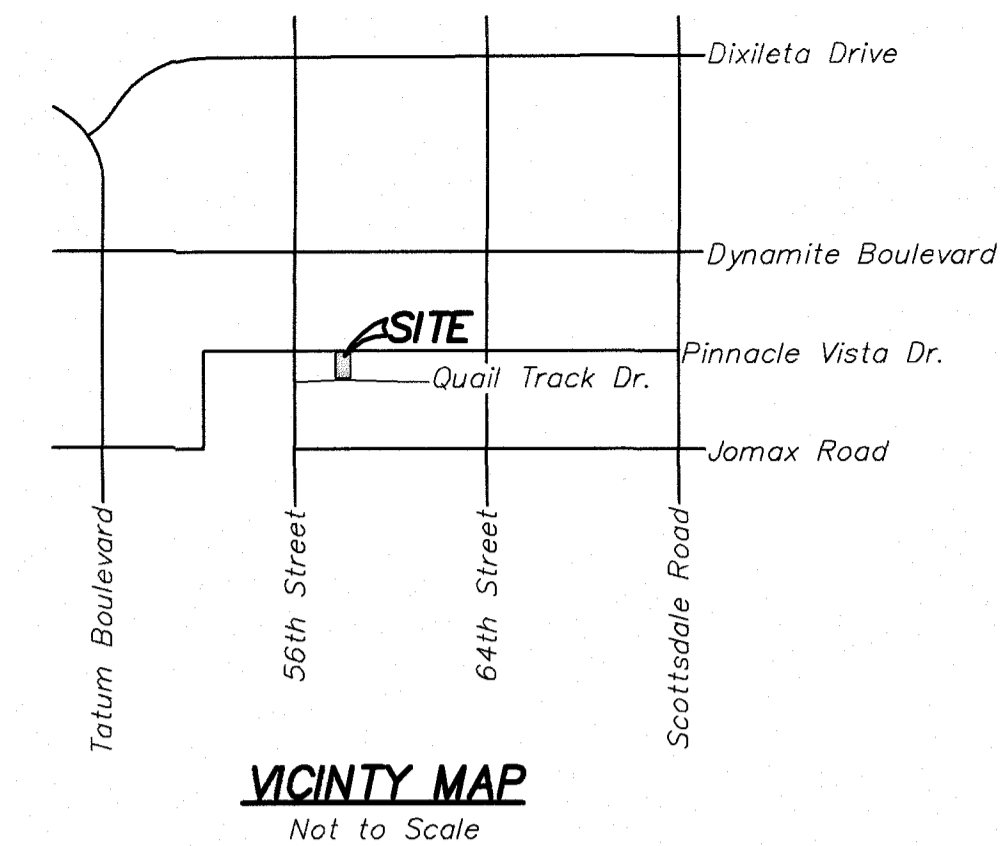 Dixileta Drive
Dynamite Boulevard
SITE
Pinnacle Vista Dr.
Quail Track Dr.
Jomax Road
Tatum Boulevard
56th Street
64th Street
Scottsdale Road
VICINTY MAP
Not to Scale